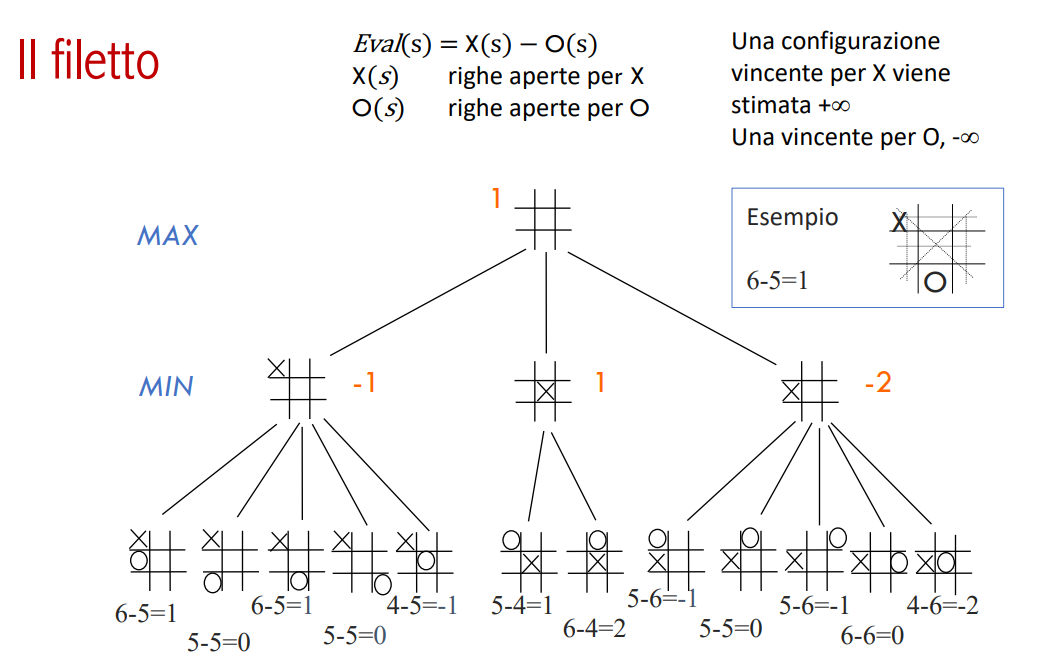 Il filetto
Eval(s) = X(s) − O(s)
X(s) righe aperte per X
O(s) righe aperte per O
Una configurazione
vincente per X viene
stimata +∞
Una vincente per O, -∞
Esempio
X
O
6-5=1
1
MAX
MIN
X
-1
X
1
X
-2
X
O
X
O
X
O
X
O
X
O
O
X
O
X
O
X
O
X
O
X
X O
X O
6-5=1
5-5=0
6-5=1
5-5=0
4-5=-1
5-4=1
6-4=2
5-6=-1
5-5=0
5-6=-1
6-6=0
4-6=-2